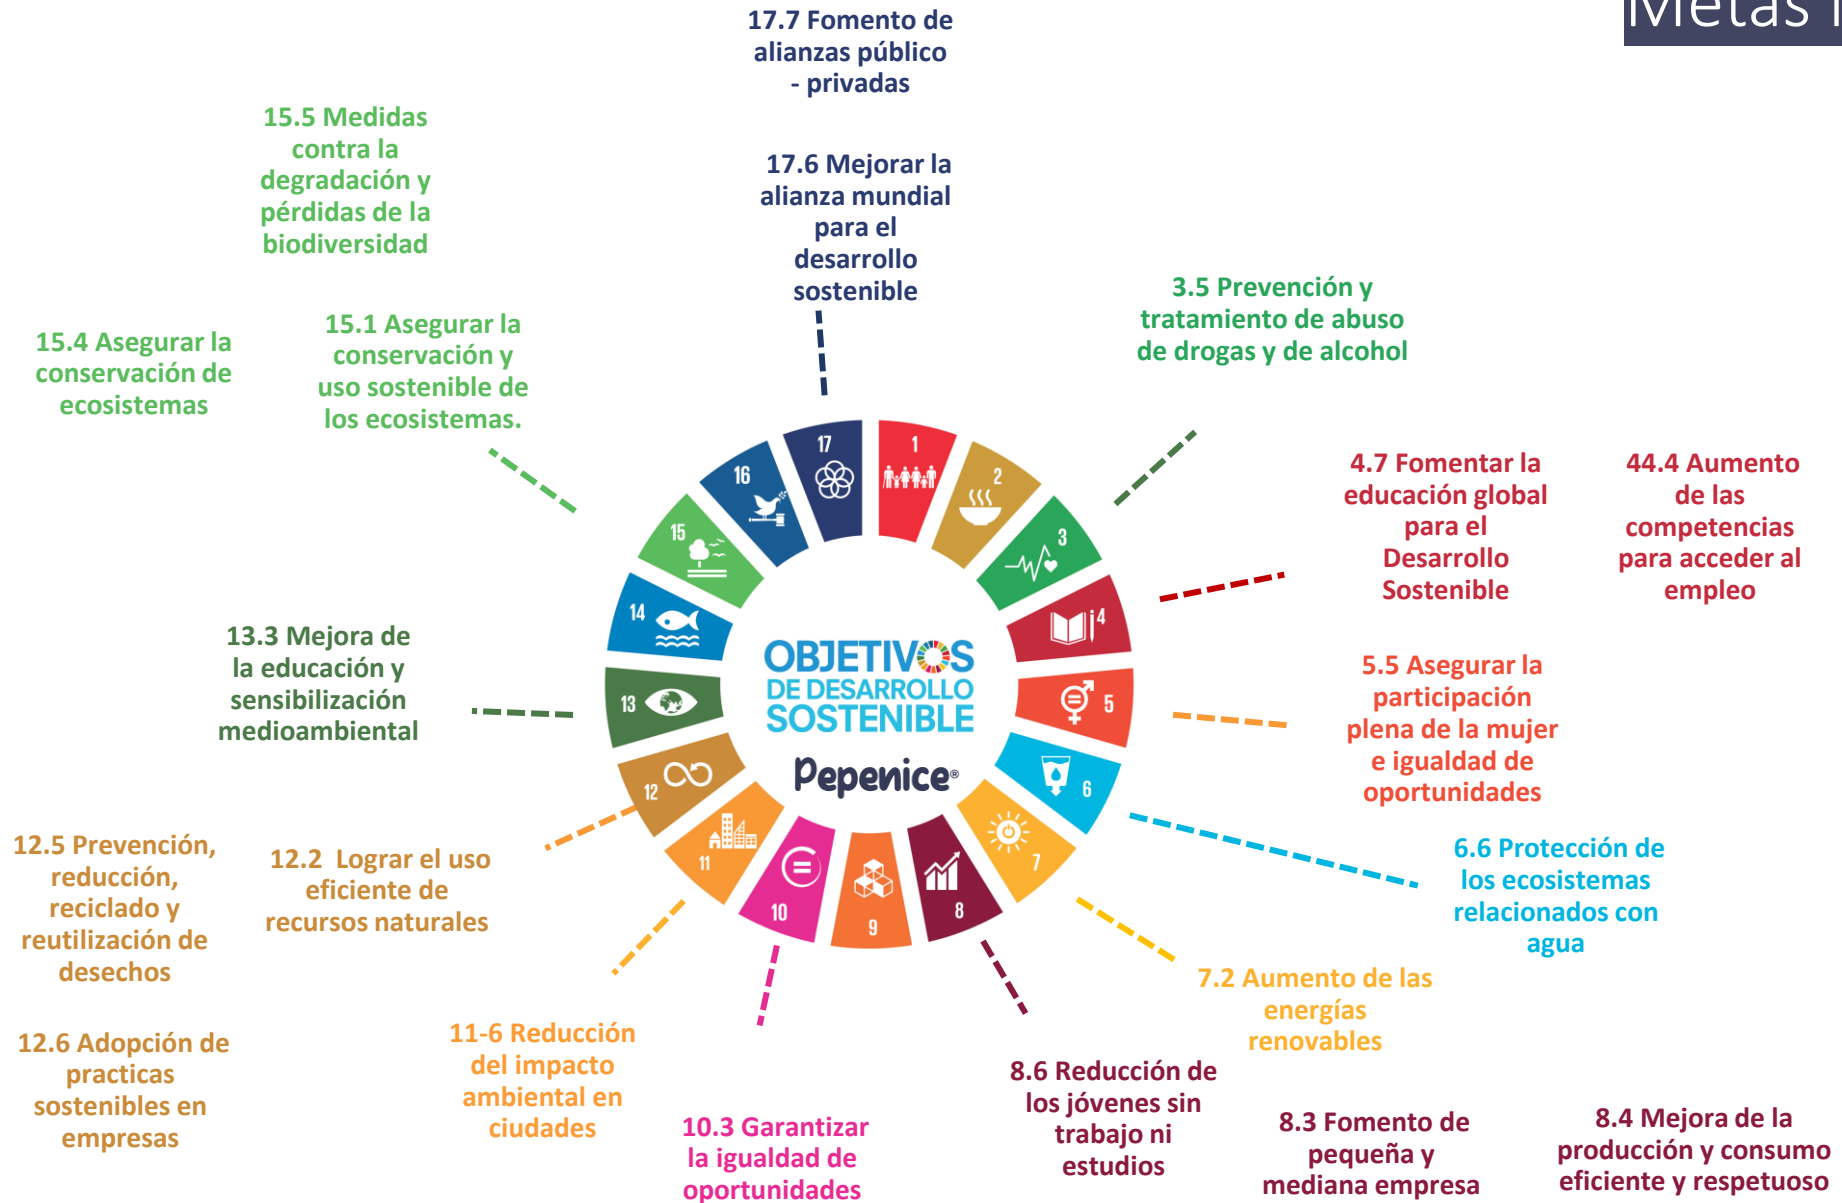 Metas
17.7 Fomento de
alianzas público
- privadas
15.5 Medidas
contra la
degradación y
pérdidas de la
biodiversidad
17.6 Mejorar la
alianza mundial
para el
desarrollo
sostenible
3.5 Prevención y
tratamiento de abuso
de drogas y de alcohol
15.4 Asegurar la
conservación de
ecosistemas
15.1 Asegurar la
conservación y
uso sostenible de
los ecosistemas.
4.7 Fomentar la
educación global
para el
Desarrollo
Sostenible
44.4 Aumento
de las
competencias
para acceder al
empleo
17
1
16
2
15
3
14
4
13
5
12
6
11
7
10
9
8
OBJETIVOS
DE DESARROLLO
SOSTENIBLE
Pepenice®
13.3 Mejora de
la educación y
sensibilización
medioambiental
5.5 Asegurar la
participación
plena de la mujer
e igualdad de
oportunidades
12.5 Prevención,
reducción,
reciclado y
reutilización de
desechos
12.2 Lograr el uso
eficiente de
recursos naturales
6.6 Protección de
los ecosistemas
relacionados con
agua
7.2 Aumento de las
energías
renovables
12.6 Adopción de
practicas
sostenibles en
empresas
11-6 Reducción
del impacto
ambiental en
ciudades
10.3 Garantizar
la igualdad de
oportunidades
8.6 Reducción de
los jóvenes sin
trabajo ni
estudios
8.3 Fomento de
pequeña y
mediana empresa
8.4 Mejora de la
producción y consumo
eficiente y respetuoso